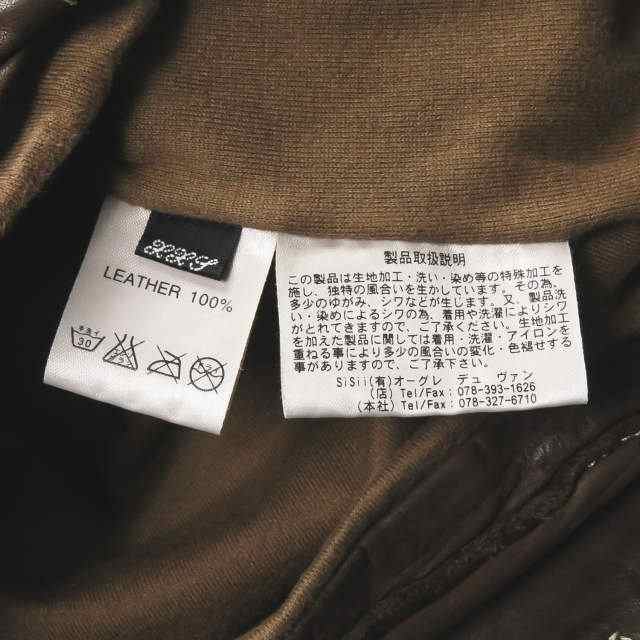 LEATHER 100%
手洗イ
30
エンソサラシ
製品取扱説明
この製品は生地加工・洗い・染め等の特殊加工を
施し、独特の風合いを生かしています。その為、
多少のゆがみ、シワなどが生じます。又、製品洗
い・染めによるシワの為、着用や洗濯によりシワ
がとれてきますので、ご了承ください。生地加工
を加えた製品に関しては着用・洗濯・アイロンを
重ねる事により多少の風合いの変化・色褪せする
事がありますので、ご了承下さい。
SiSii(有)オーグレ デュ ヴァン
(店) Tel/Fax : 078-393-1626
(本社) Tel/Fax : 078-327-6710